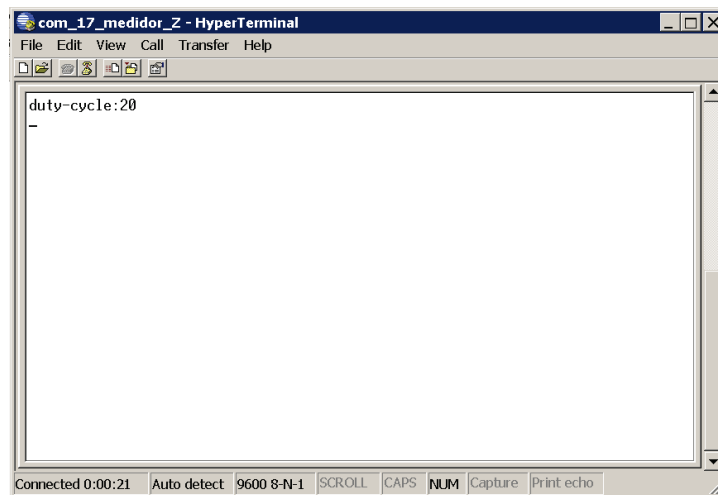 com_17_medidor_Z - HyperTerminal
File Edit View Call Transfer Help
duty-cycle:20
_
Connected 0:00:21 Auto detect 9600 8-N-1 SCROLL CAPS NUM Capture Print echo